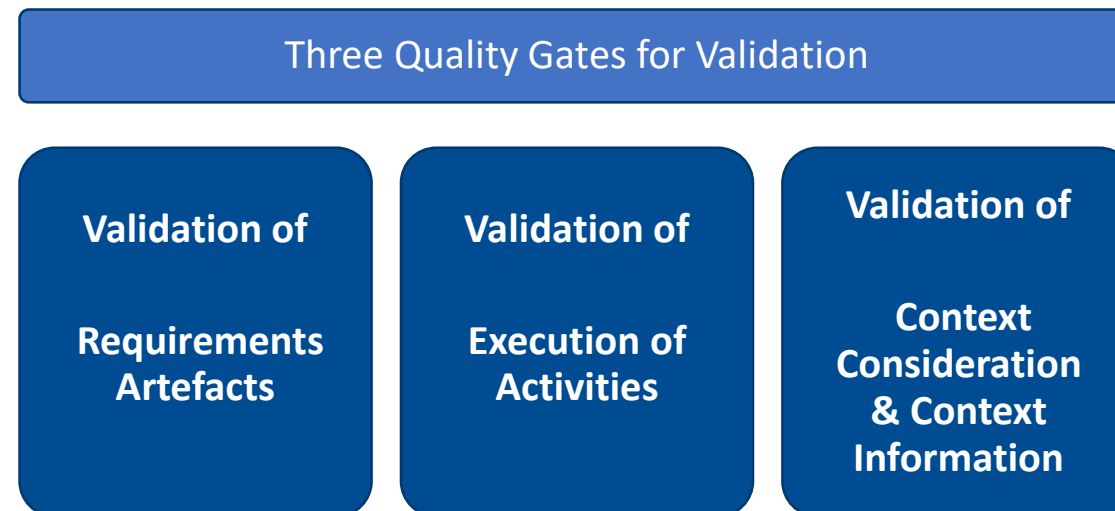 Three Quality Gates for Validation
Validation of
Requirements
Artefacts
Validation of
Execution of
Activities
Validation of
Context
Consideration
& Context
Information